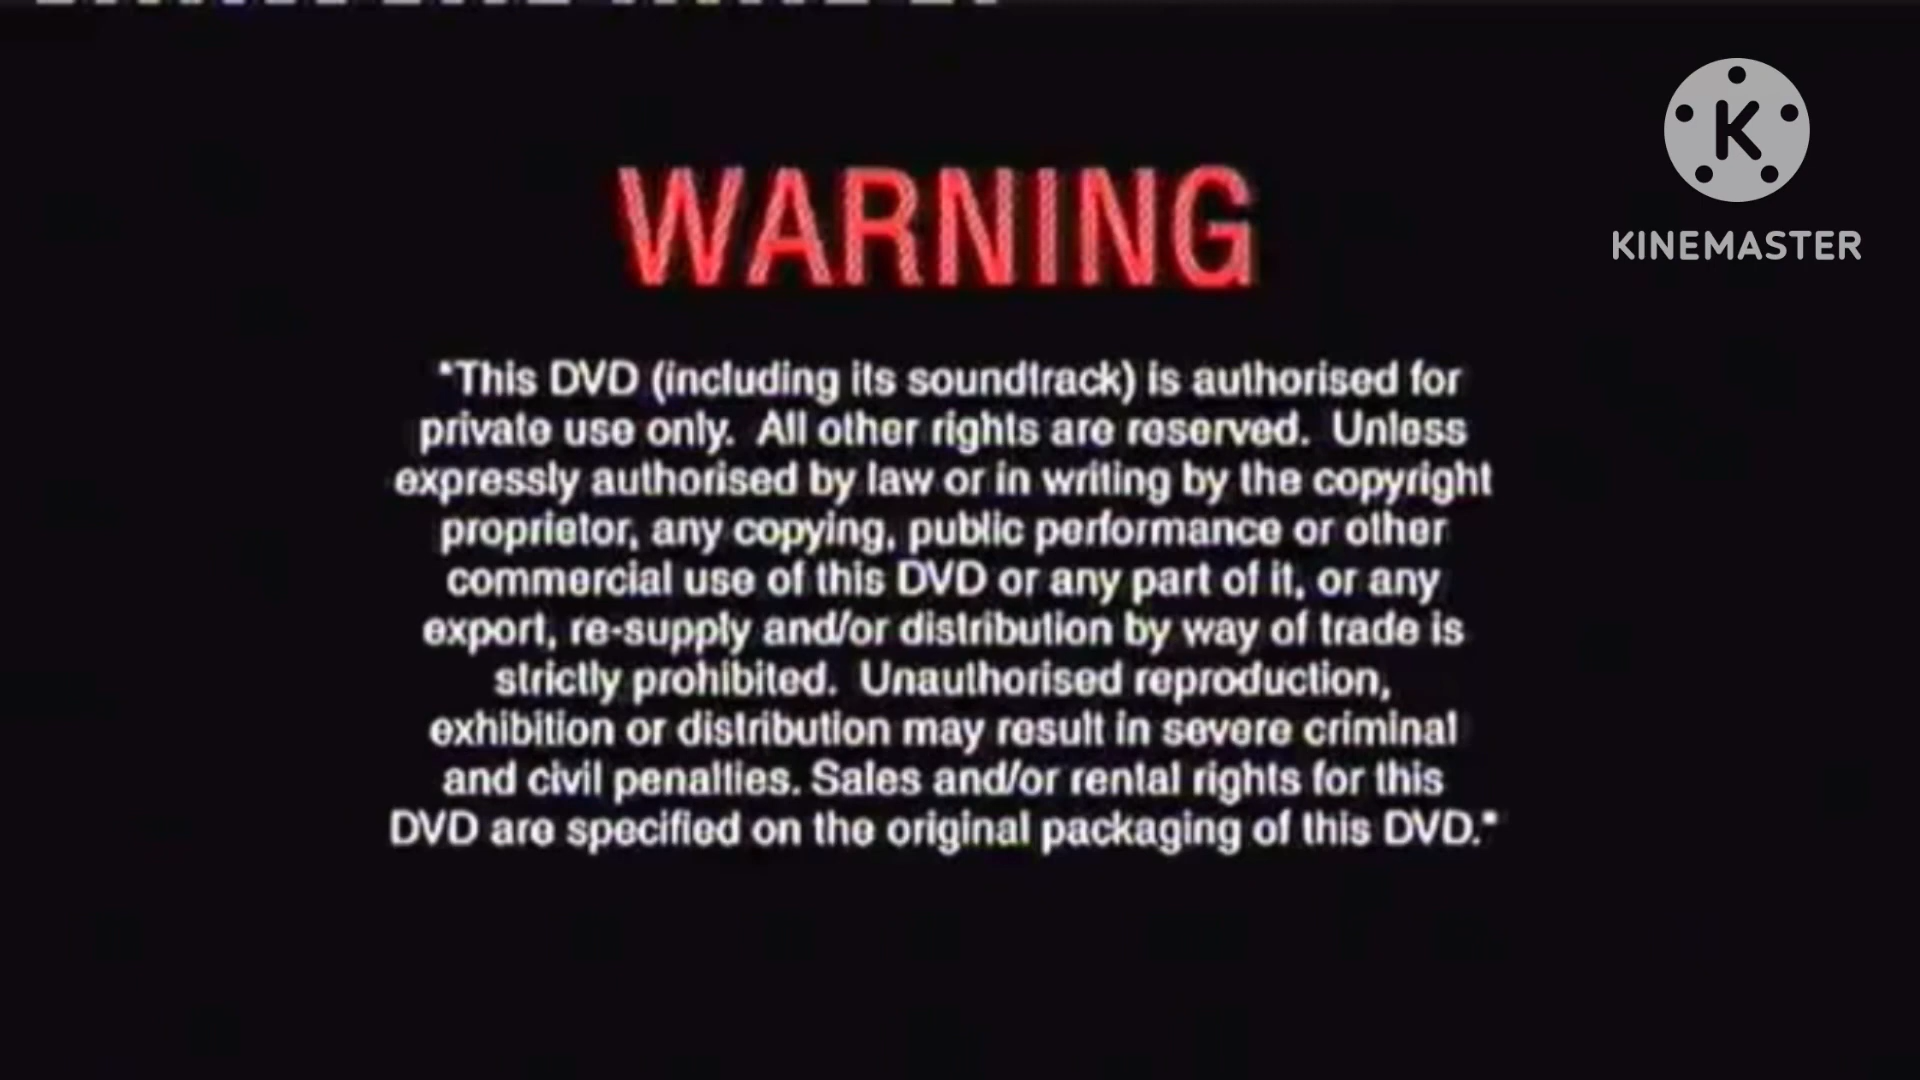 K
KINEMASTER
WARNING
"This DVD (including its soundtrack) is authorised for
private use only.  All other rights are reserved.  Unless
expressly authorised by law or in writing by the copyright
proprietor, any copying, public performance or other
commercial use of this DVD or any part of it, or any
export, re-supply and/or distribution by way of trade is
strictly prohibited.  Unauthorised reproduction,
exhibition or distribution may result in severe criminal
and civil penalties. Sales and/or rental rights for this
DVD are specified on the original packaging of this DVD."